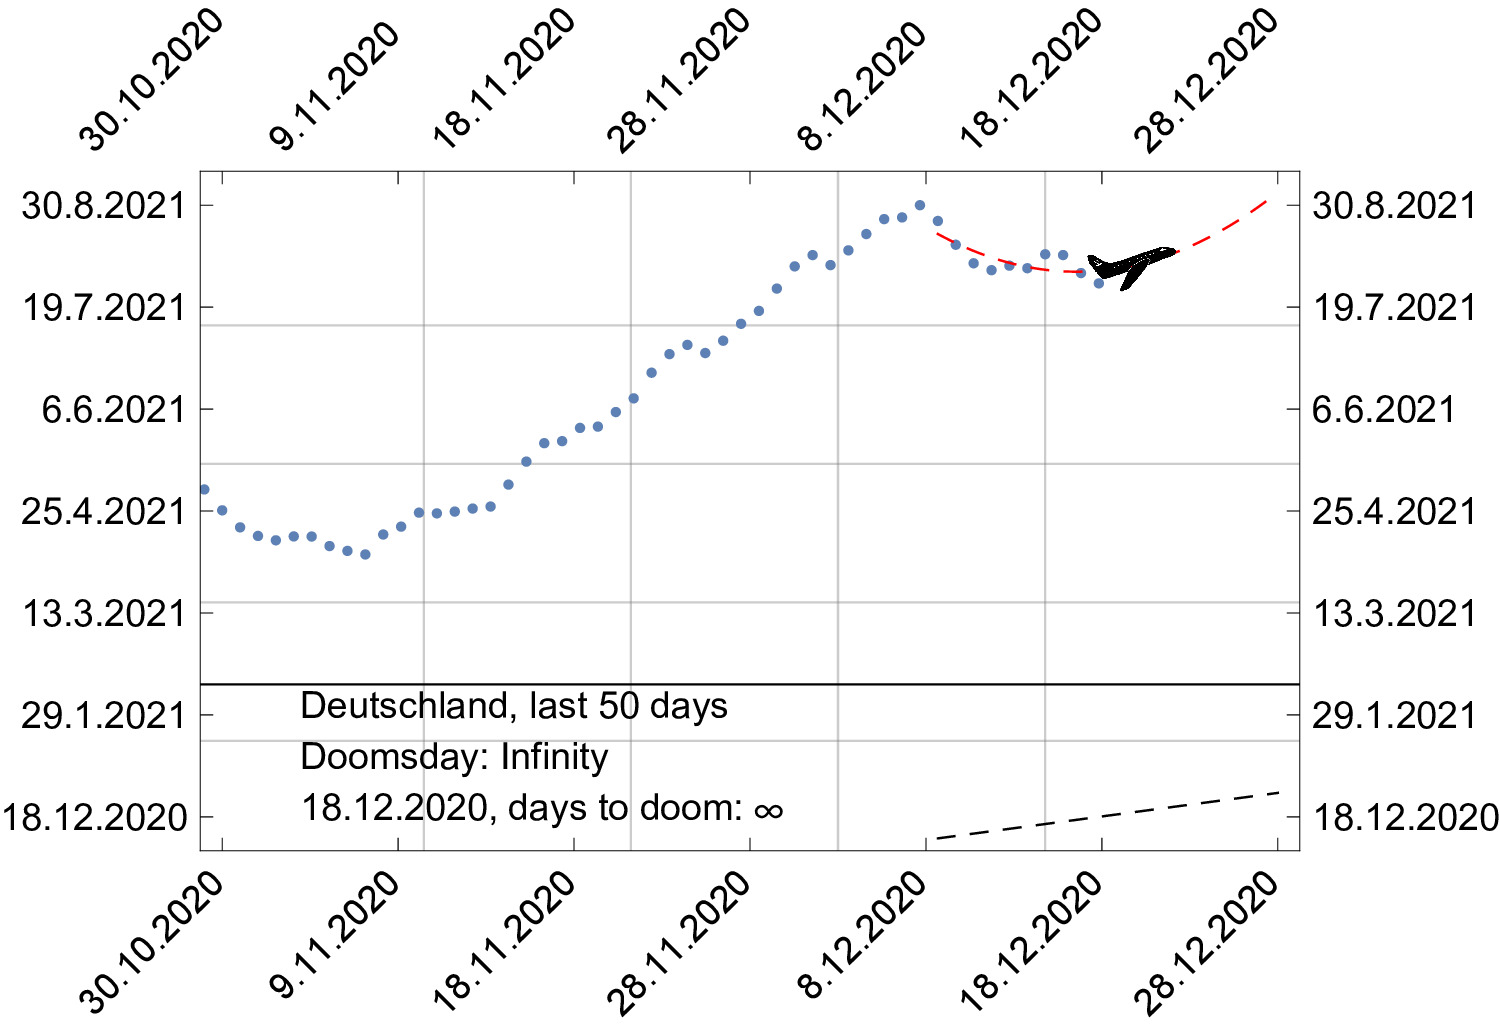 30.10.2020 9.11.2020 18.11.2020 28.11.2020 8.12.2020 18.12.2020 28.12.2020
30.8.2021 30.8.2021
19.7.2021 19.7.2021
6.6.2021 6.6.2021
25.4.2021 25.4.2021
13.3.2021 13.3.2021
Deutschland, last 50 days
29.1.2021 29.1.2021
Doomsday: Infinity
18.12.2020, days to doom: ∞
18.12.2020 18.12.2020
30.10.2020 9.11.2020 18.11.2020 28.11.2020 8.12.2020 18.12.2020 28.12.2020